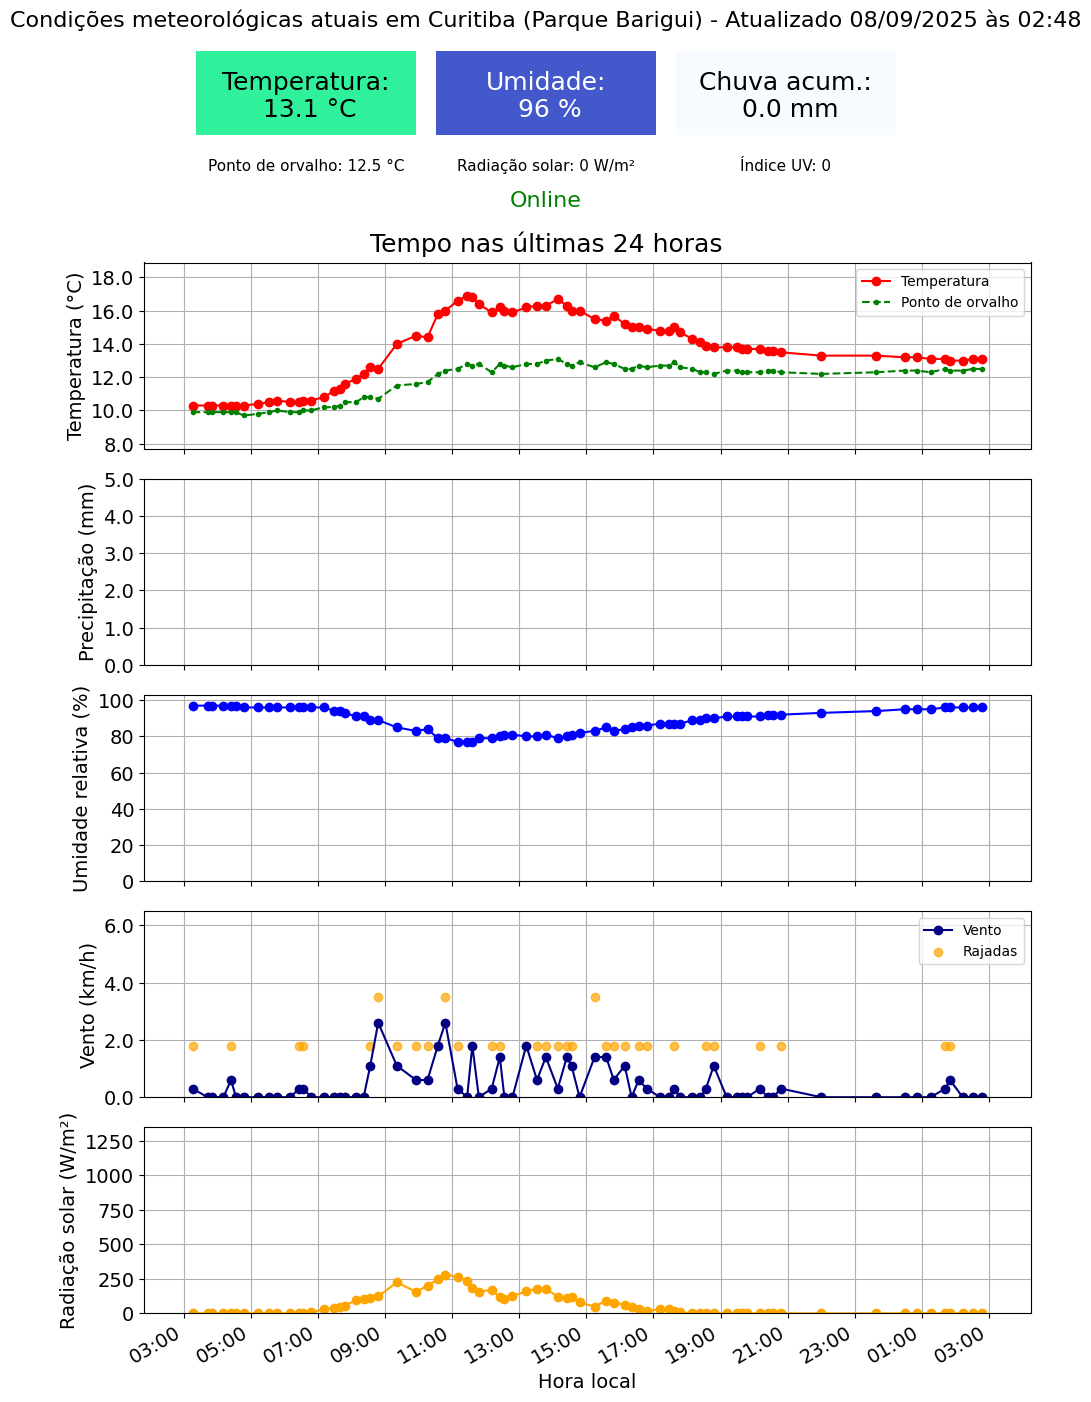 Condições meteorológicas atuais em Curitiba (Parque Barigui) - Atualizado 08/09/2025 às 02:48
Temperatura:
13.1 °C
Umidade:
96 %
Chuva acum.:
0.0 mm
Ponto de orvalho: 12.5 °C
Radiação solar: 0 W/m²
Índice UV: 0
Online
Tempo nas últimas 24 horas
Temperatura (°C)
18.0
16.0
14.0
12.0
10.0
8.0
Temperatura
Ponto de orvalho
Precipitação (mm)
5.0
4.0
3.0
2.0
1.0
0.0
Umidade relativa (%)
100
80
60
40
20
0
Vento (km/h)
6.0
4.0
2.0
0.0
Vento
Rajadas
Radiação solar (W/m²)
1250
1000
750
500
250
0
03:00
05:00
07:00
09:00
11:00
13:00
15:00
17:00
19:00
21:00
23:00
01:00
03:00
Hora local